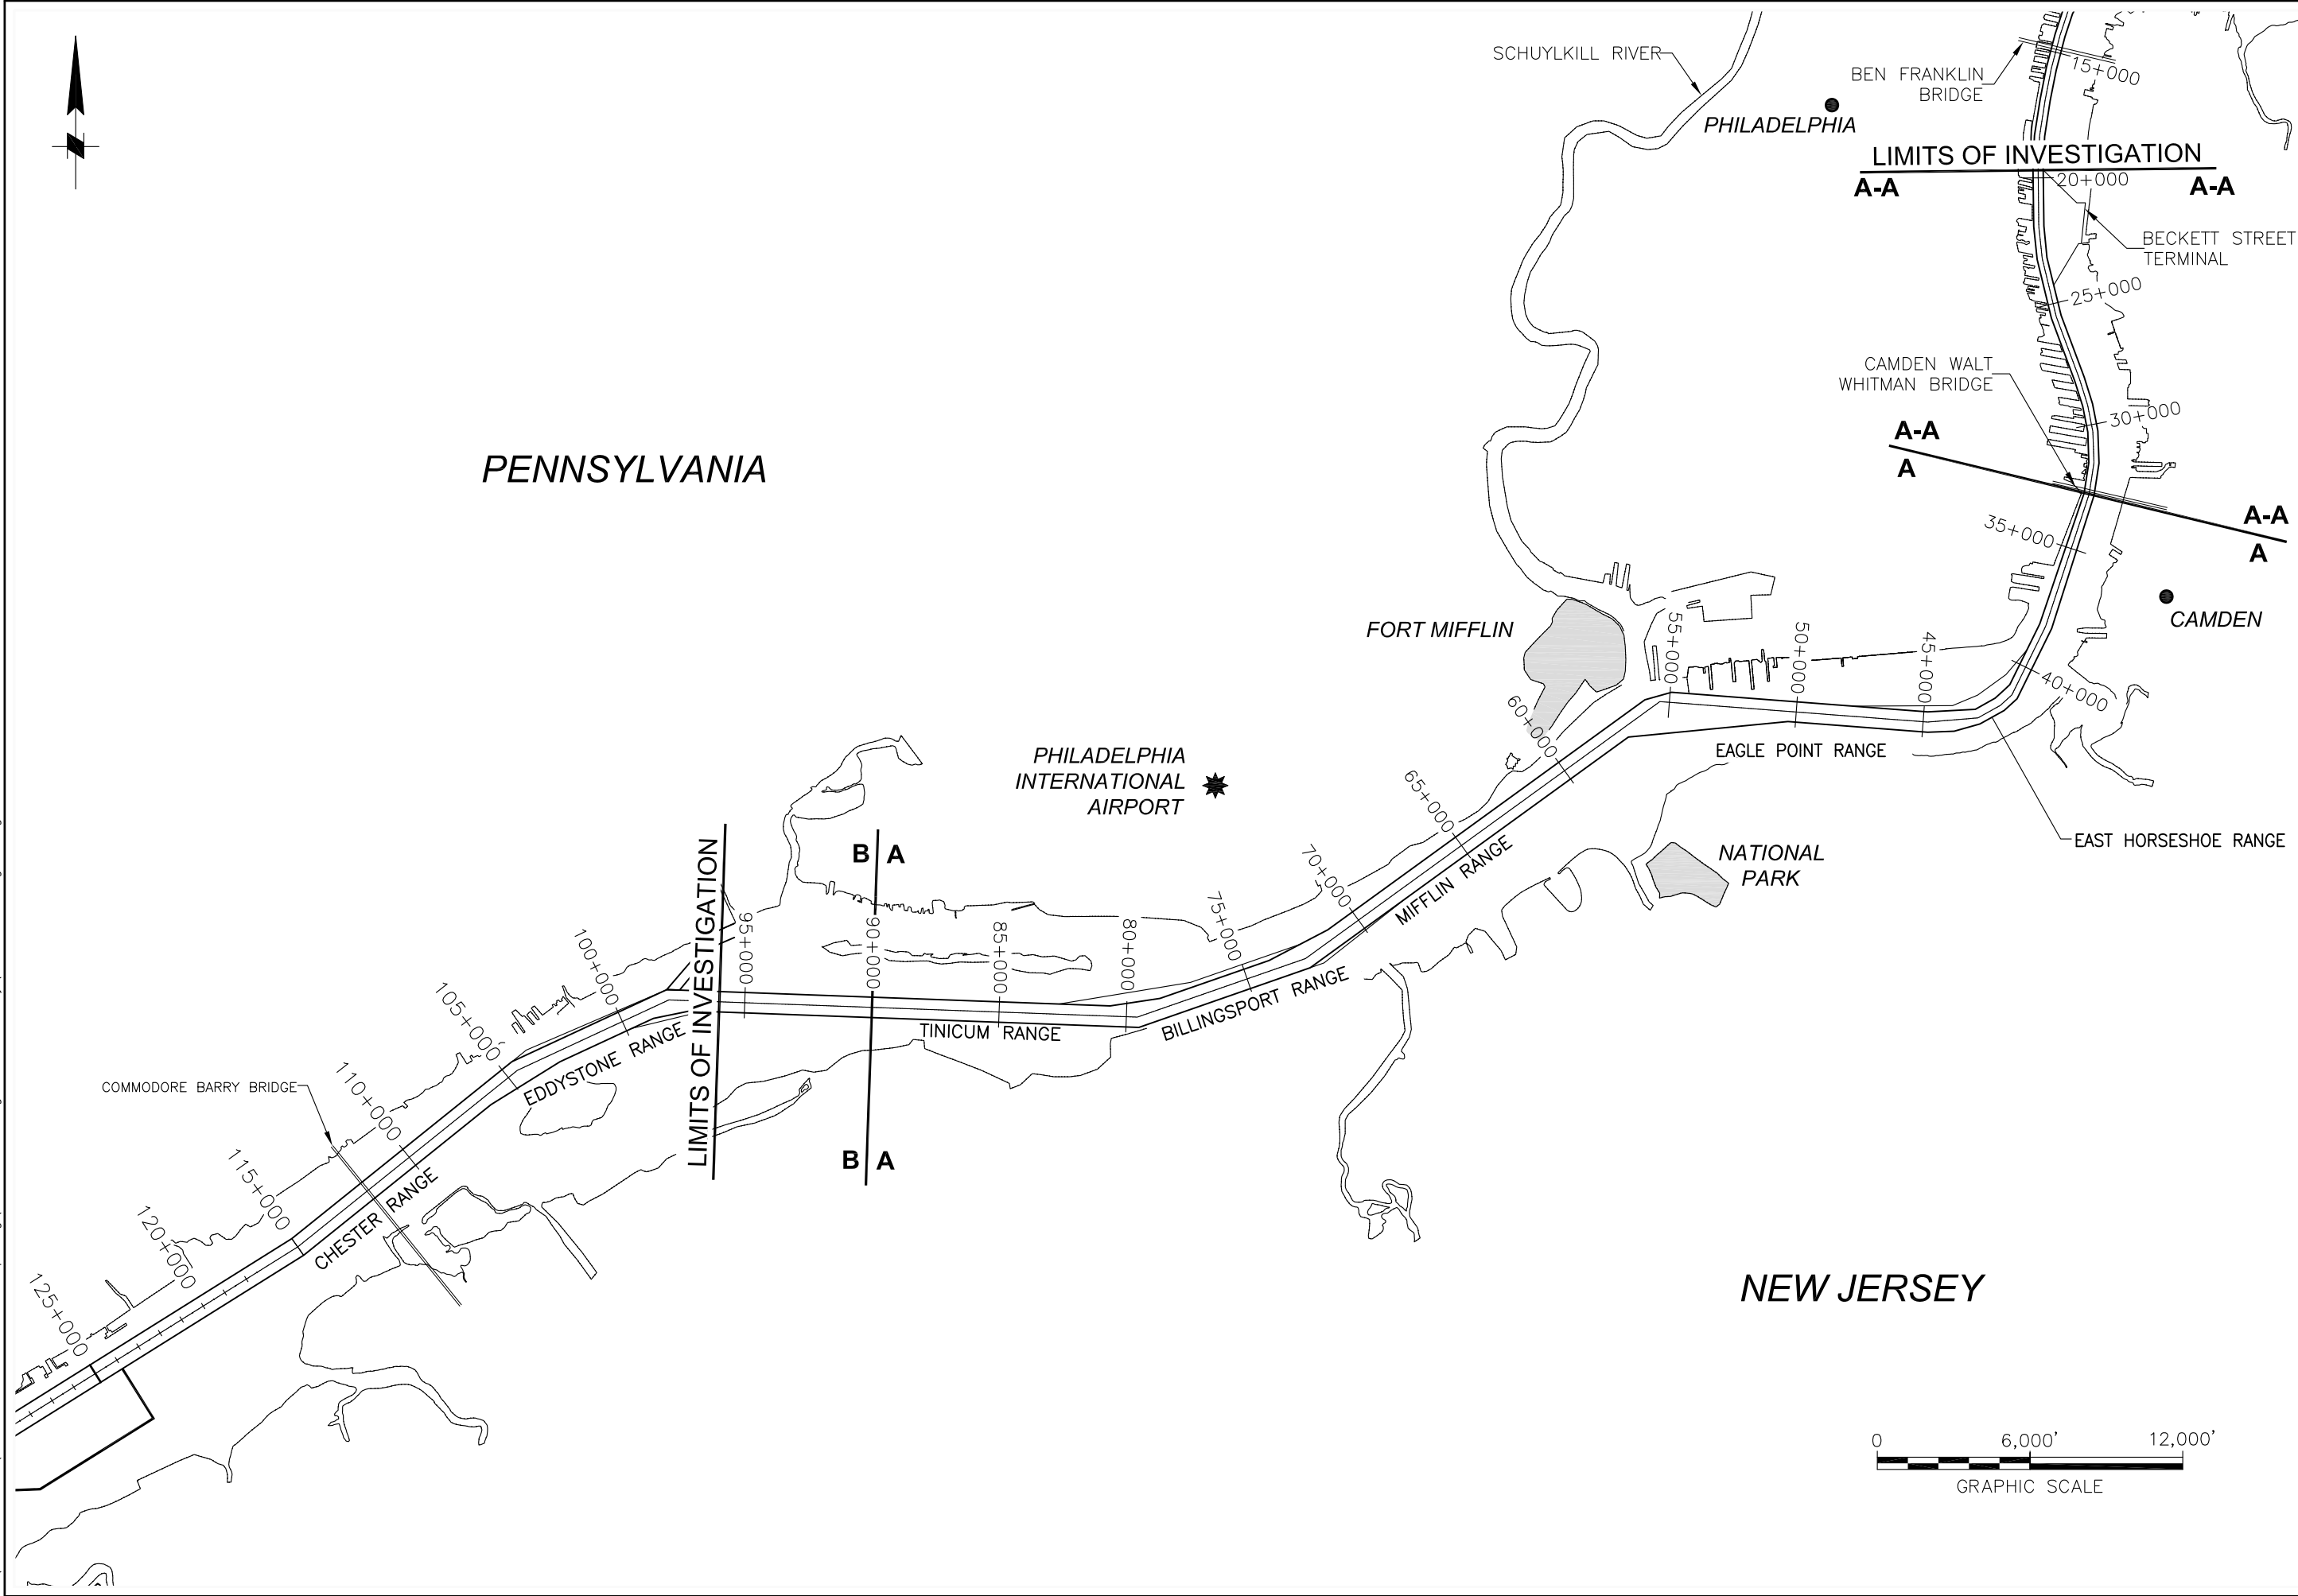 SCHUYLKILL RIVER
BEN FRANKLIN
BRIDGE
15+000
PHILADELPHIA
LIMITS OF INVESTIGATION
A-A
20+000
A-A
BECKETT STREET
TERMINAL
25+000
CAMDEN WALT
WHITMAN BRIDGE
30+000
A-A
A
PENNSYLVANIA
A-A
A
35+000
CAMDEN
FORT MIFFLIN
55+000
50+000
45+000
40+000
60+000
EAGLE POINT RANGE
PHILADELPHIA
INTERNATIONAL
AIRPORT
65+000
EAST HORSESHOE RANGE
NATIONAL
PARK
MIFFLIN RANGE
70+000
75+000
B A
LIMITS OF INVESTIGATION
80+000
85+000
90+000
95+000
100+000
BILLINGSPORT RANGE
TINICUM RANGE
EDDYSTONE RANGE
105+000
COMMODORE BARRY BRIDGE
110+000
B A
115+000
CHESTER RANGE
120+000
125+000
NEW JERSEY
0 6,000' 12,000'
GRAPHIC SCALE